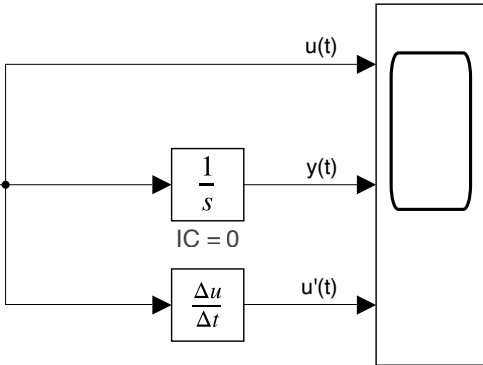 u(t)
1
s
y(t)
IC = 0
Δu
Δt
u'(t)